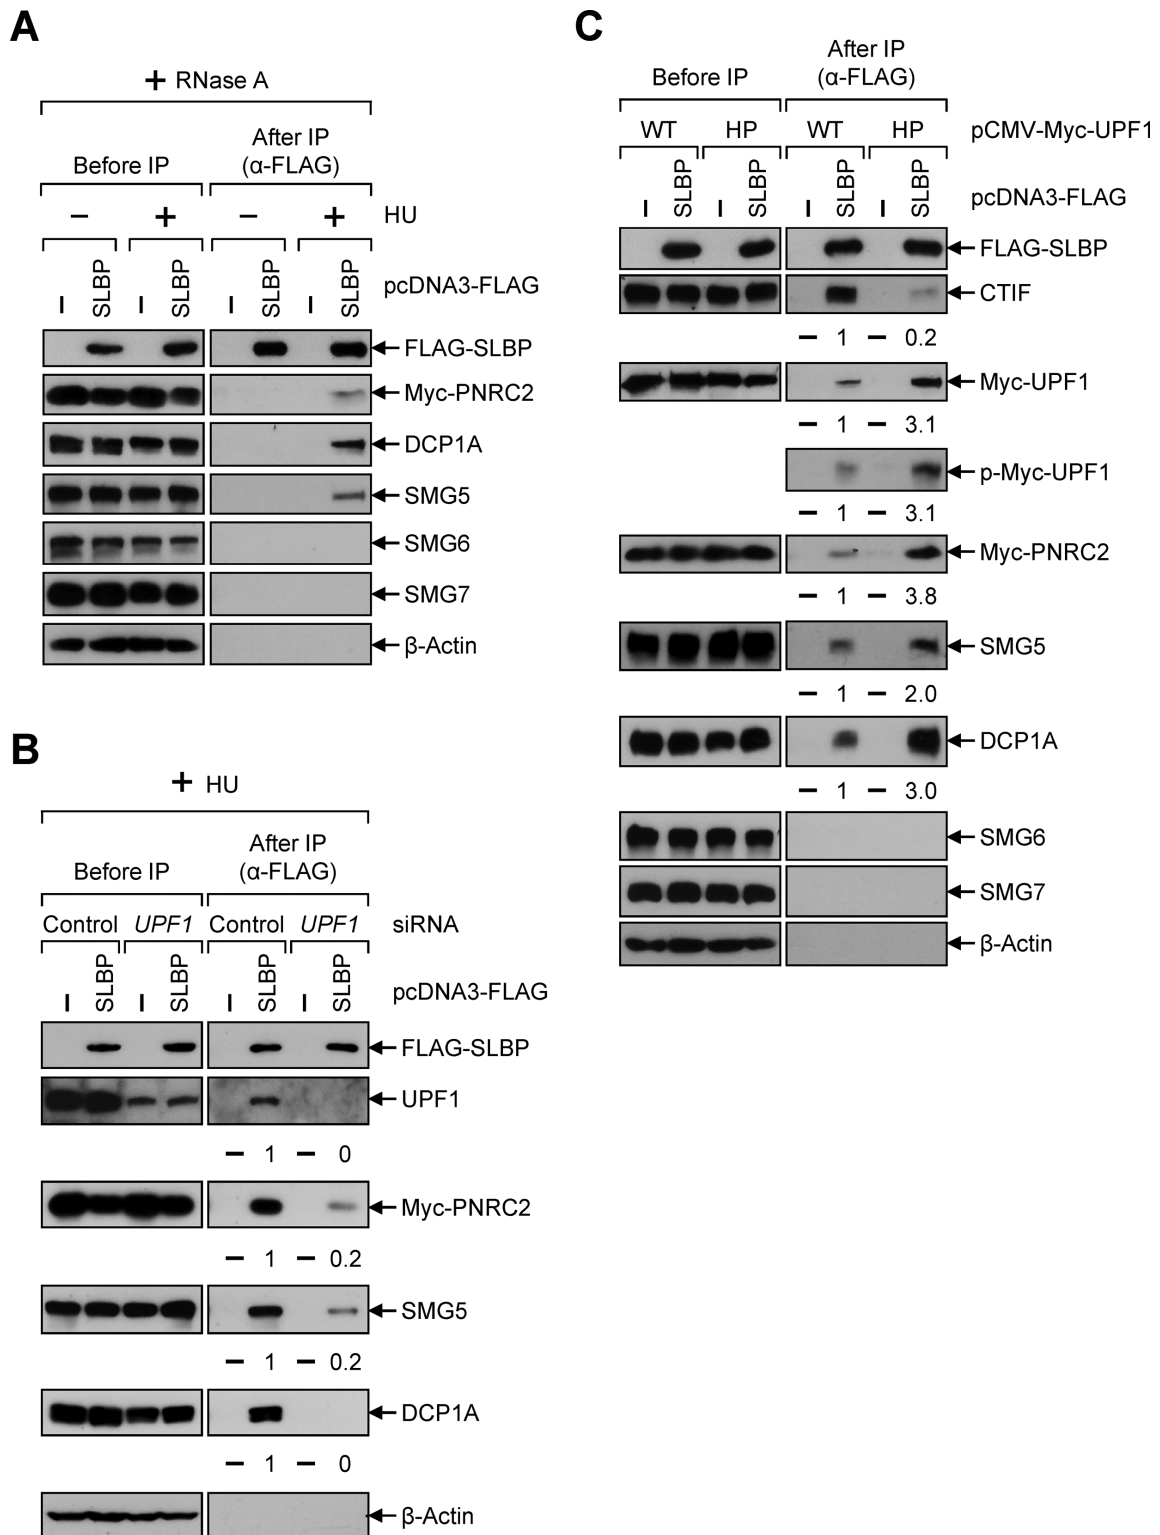 A
+ RNase A
Before IP
After IP
(α-FLAG)
– + – + HU
– SLBP – SLBP – SLBP – SLBP pcDNA3-FLAG
FLAG-SLBP
Myc-PNRC2
DCP1A
SMG5
SMG6
SMG7
β-Actin
B
+ HU
Before IP
After IP
(α-FLAG)
Control UPF1 Control UPF1 siRNA
– SLBP – SLBP – SLBP – SLBP pcDNA3-FLAG
FLAG-SLBP
UPF1
– 1 – 0
Myc-PNRC2
– 1 – 0.2
SMG5
– 1 – 0.2
DCP1A
– 1 – 0
β-Actin
C
Before IP
After IP
(α-FLAG)
WT HP WT HP pCMV-Myc-UPF1
– SLBP – SLBP – SLBP – SLBP pcDNA3-FLAG
FLAG-SLBP
CTIF
– 1 – 0.2
Myc-UPF1
– 1 – 3.1
p-Myc-UPF1
– 1 – 3.1
Myc-PNRC2
– 1 – 3.8
SMG5
– 1 – 2.0
DCP1A
– 1 – 3.0
SMG6
SMG7
β-Actin